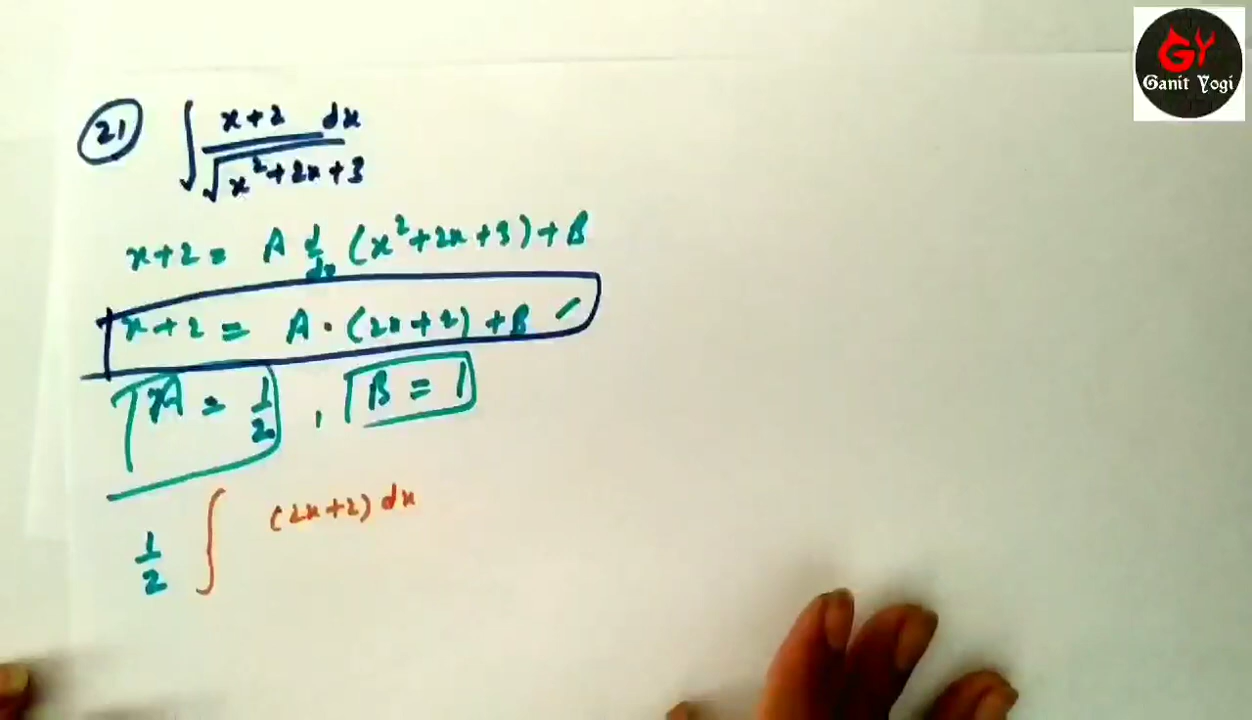 GY
Ganit Yogi
(21) ∫ x+2 dx / √x²+2x+3
x+2 = A d/dx (x²+2x+3)+B
x+2 = A·(2x+2)+B ✓
A = 1/2 , B = 1
1/2 ∫ (2x+2) dx